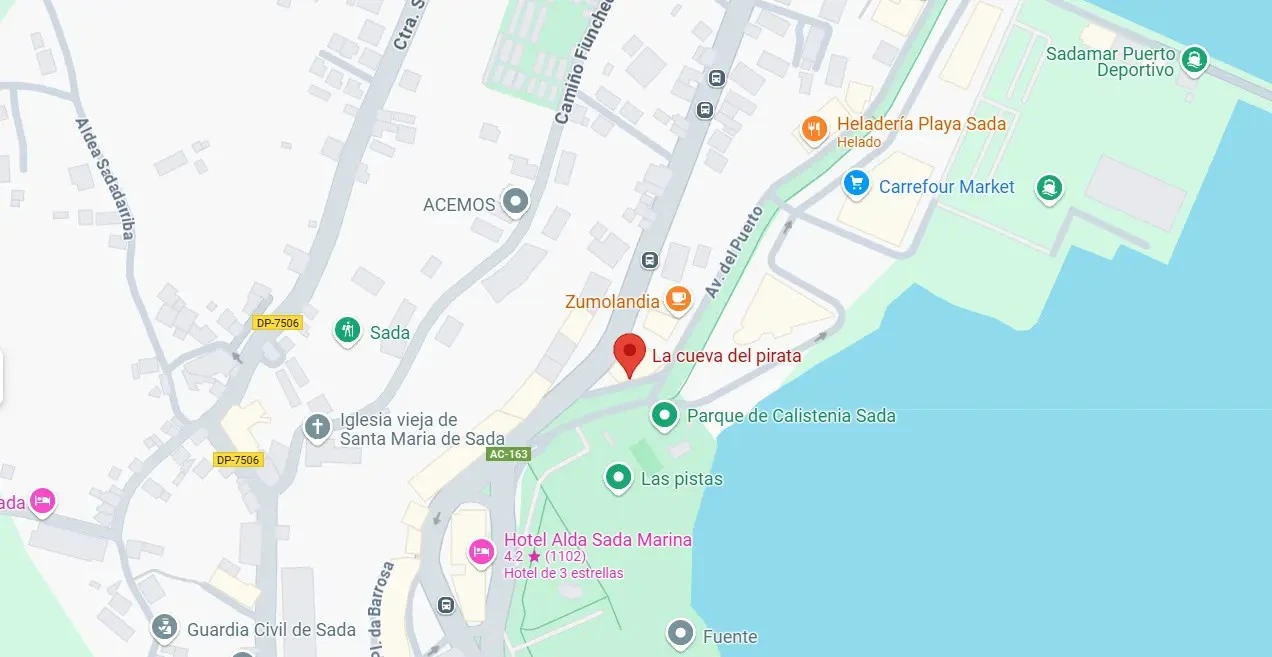 Ctra. S
Camiño Fiunched
Sadamar Puerto
Deportivo
Heladería Playa Sada
Helado
Aldea Sadadarriba
Carrefour Market
ACEMOS
Av. del Puerto
Zumolandia
DP-7506
Sada
La cueva del pirata
Parque de Calistenia Sada
Iglesia vieja de
Santa Maria de Sada
AC-163
DP-7506
Las pistas
ada
Hotel Alda Sada Marina
4.2 ★ (1102)
Hotel de 3 estrellas
Pl. da Barrosa
Guardia Civil de Sada
Fuente